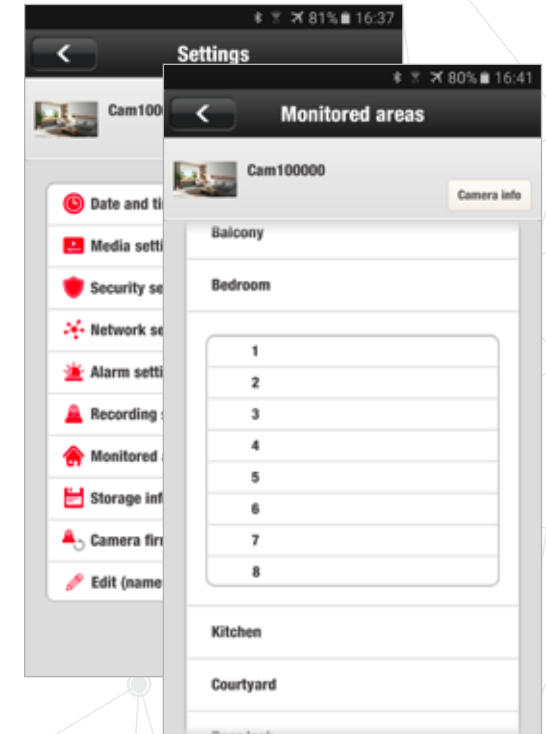 81% 16:37
Settings
Cam100
Date and ti
Media setti
Security se
Network se
Alarm setti
Recording s
Monitored
Storage inf
Camera firm
Edit (name
80% 16:41
Monitored areas
Cam100000
Camera info
Balcony
Bedroom
1
2
3
4
5
6
7
8
Kitchen
Courtyard